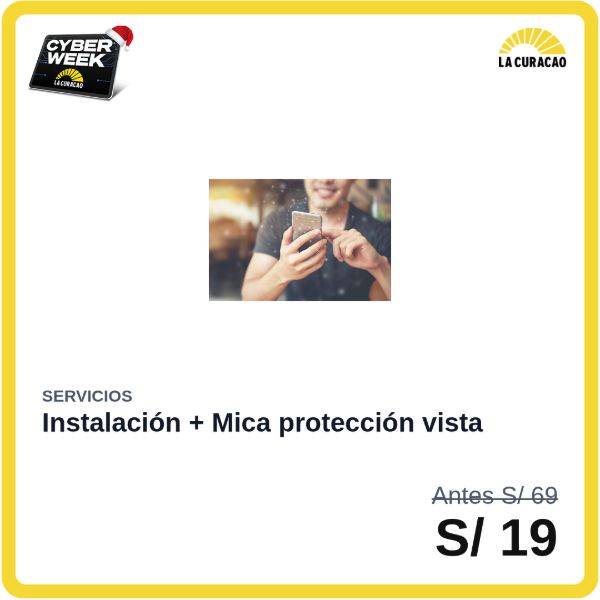 CYBER
WEEK
LA CURACAO
LA CURACAO
SERVICIOS
Instalación + Mica protección vista
Antes S/ 69
S/ 19